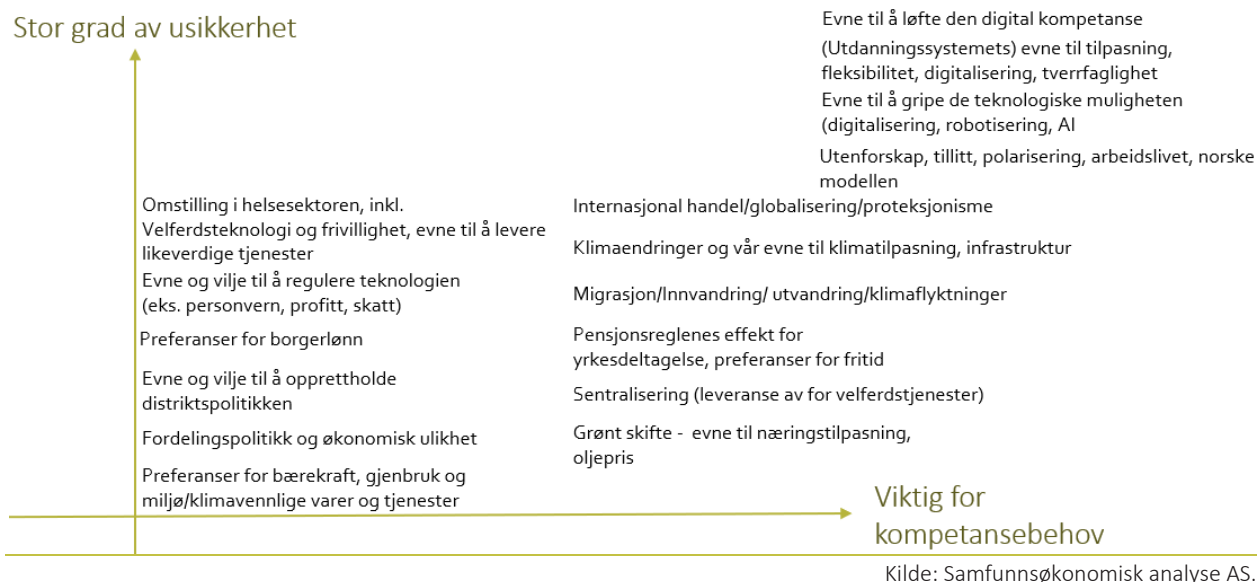 Stor grad av usikkerhet
Evne til å løfte den digital kompetanse
(Utdanningssystemets) evne til tilpasning,
fleksibilitet, digitalisering, tverrfaglighet
Evne til å gripe de teknologiske muligheten
(digitalisering, robotisering, AI
Utenforskap, tillitt, polarisering, arbeidslivet, norske
modellen
Omstilling i helsesektoren, inkl.
Velferdsteknologi og frivillighet, evne til å levere
likeverdige tjenester
Evne og vilje til å regulere teknologien
(eks. personvern, profitt, skatt)
Preferanser for borgerlønn
Evne og vilje til å opprettholde
distriktspolitikken
Fordelingspolitikk og økonomisk ulikhet
Preferanser for bærekraft, gjenbruk og
miljø/klimavennlige varer og tjenester
Internasjonal handel/globalisering/proteksjonisme
Klimaendringer og vår evne til klimatilpasning, infrastruktur
Migrasjon/Innvandring/ utvandring/klimaflyktninger
Pensjonsreglenes effekt for
yrkesdeltagelse, preferanser for fritid
Sentralisering (leveranse av for velferdstjenester)
Grønt skifte -  evne til næringstilpasning,
oljepris
Viktig for
kompetansebehov
Kilde: Samfunnsøkonomisk analyse AS.